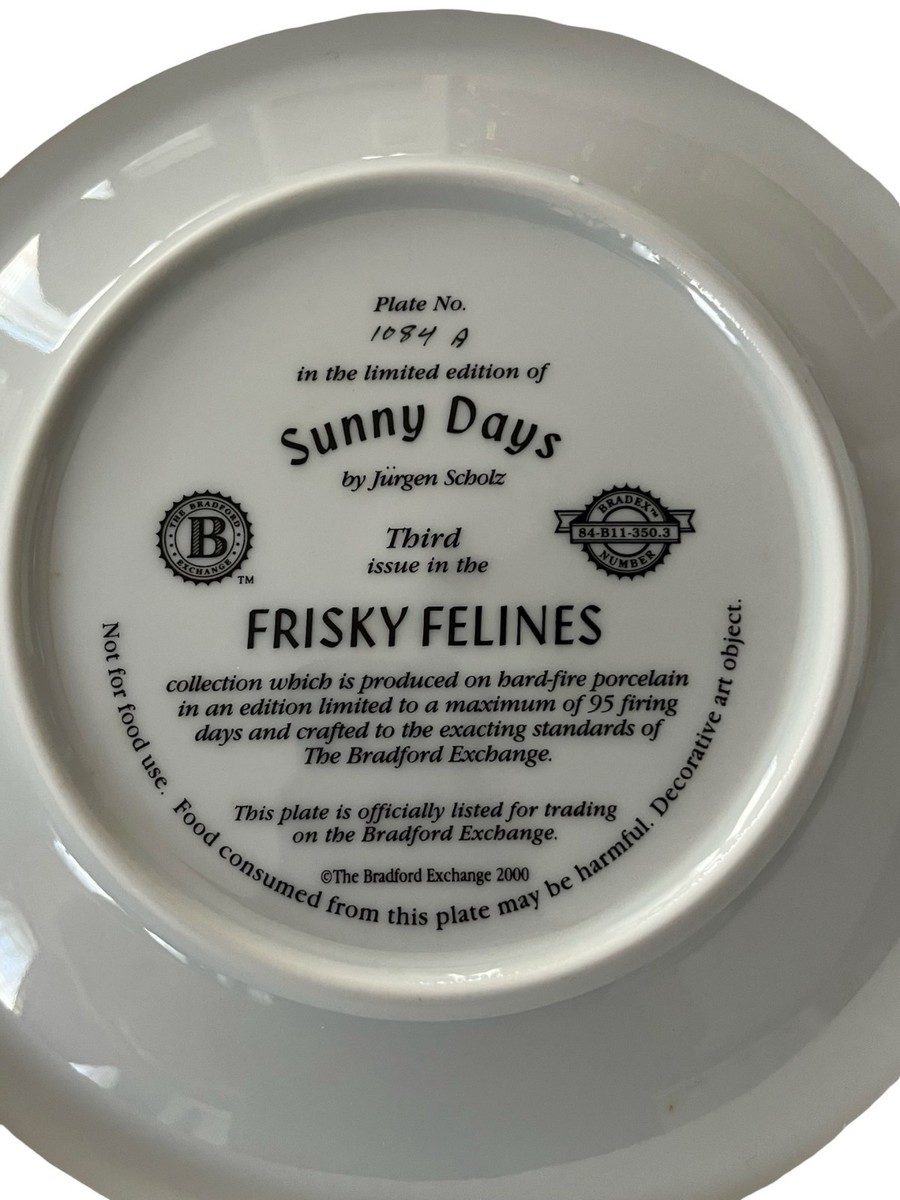 Plate No.
1084 A
in the limited edition of
Sunny Days
by Jürgen Scholz
THE BRADFORD
B
EXCHANGE
TM
Third
issue in the
BRADEX™
84-B11-350.3
NUMBER
FRISKY FELINES
collection which is produced on hard-fire porcelain
in an edition limited to a maximum of 95 firing
days and crafted to the exacting standards of
The Bradford Exchange.
This plate is officially listed for trading
on the Bradford Exchange.
©The Bradford Exchange 2000
Not for food use. Food consumed from this plate may be harmful. Decorative art object.